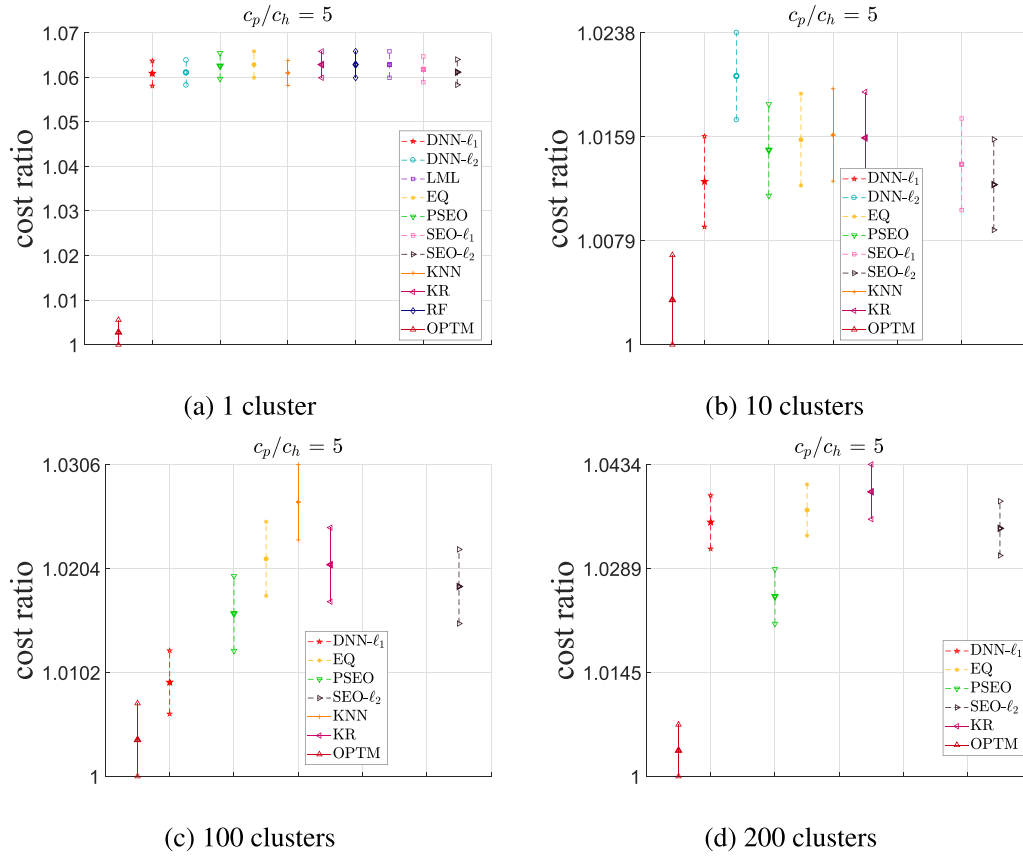 c_p/c_h = 5
1.07
1.06
1.05
1.04
1.03
1.02
1.01
1
cost ratio
DNN-ℓ₁
DNN-ℓ₂
LML
EQ
PSEO
SEO-ℓ₁
SEO-ℓ₂
KNN
KR
RF
OPTM
(a) 1 cluster
c_p/c_h = 5
1.0238
1.0159
1.0079
1
cost ratio
DNN-ℓ₁
DNN-ℓ₂
EQ
PSEO
SEO-ℓ₁
SEO-ℓ₂
KNN
KR
OPTM
(b) 10 clusters
c_p/c_h = 5
1.0306
1.0204
1.0102
1
cost ratio
DNN-ℓ₁
EQ
PSEO
SEO-ℓ₂
KNN
KR
OPTM
(c) 100 clusters
c_p/c_h = 5
1.0434
1.0289
1.0145
1
cost ratio
DNN-ℓ₁
EQ
PSEO
SEO-ℓ₂
KR
OPTM
(d) 200 clusters